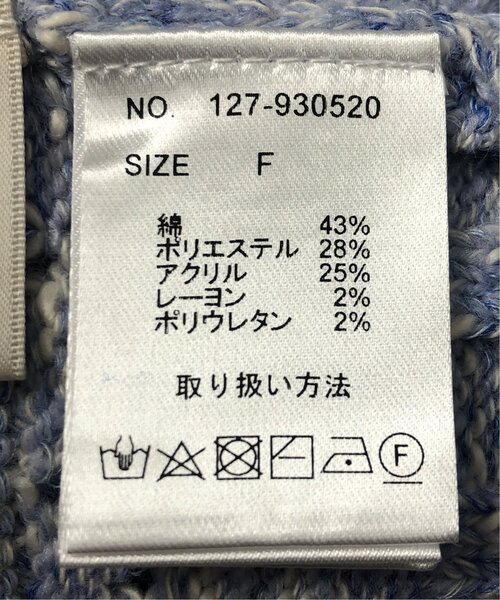 NO. 127-930520
SIZE F
綿 43%
ポリエステル 28%
アクリル 25%
レーヨン 2%
ポリウレタン 2%
取り扱い方法
F